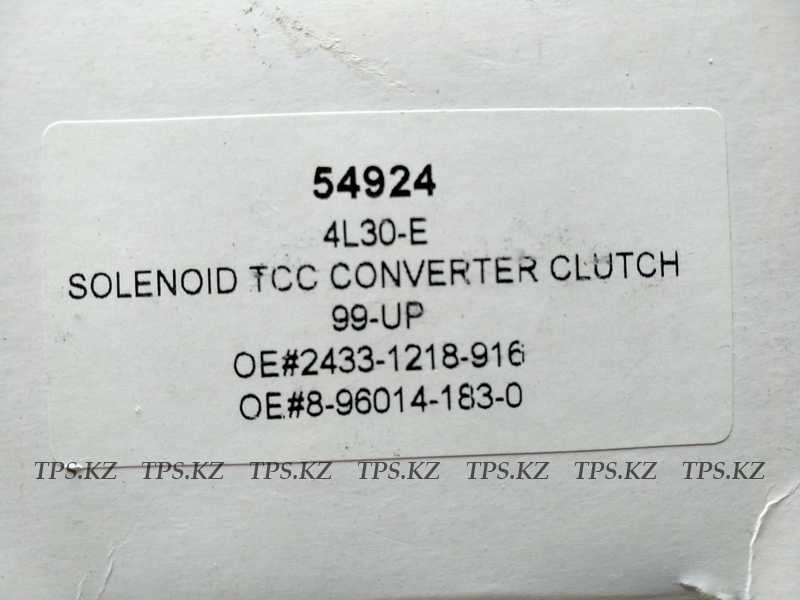 54924
4L30-E
SOLENOID TCC CONVERTER CLUTCH
99-UP
OE#2433-1218-916
OE#8-96014-183-0
TPS.KZ TPS.KZ TPS.KZ TPS.KZ TPS.KZ TPS.KZ TPS.KZ